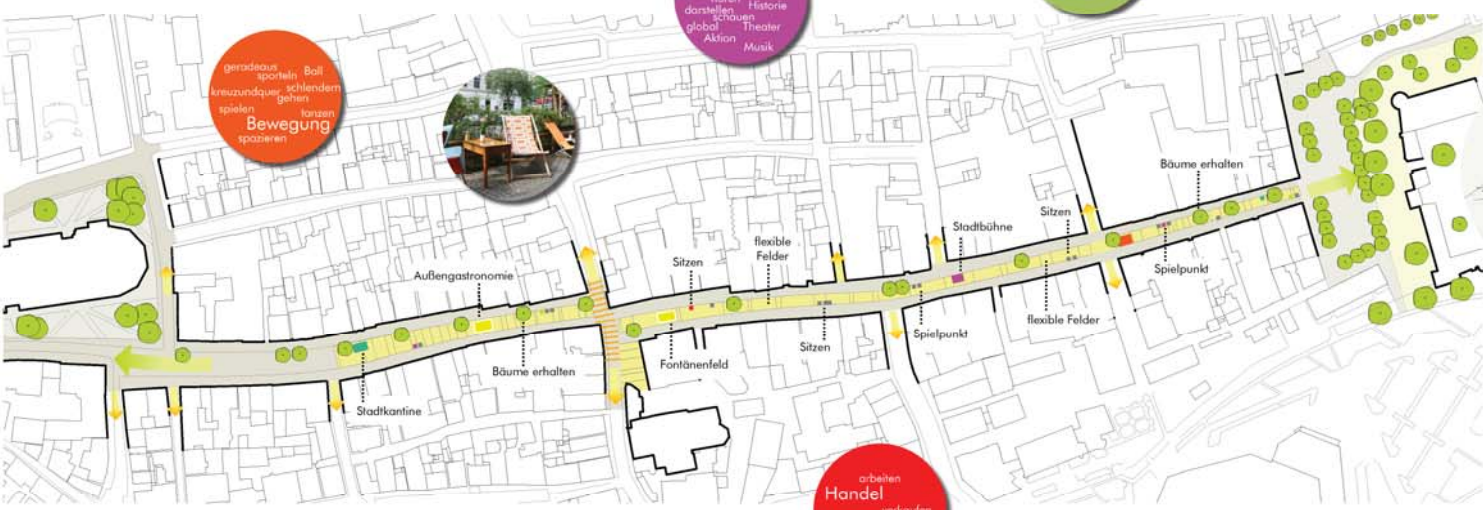 darstellen Historie
schauen
global Theater
Aktion
Musik
geradeaus
sporteln Ball
kreuzundquer schlendern
gehen
spielen
tanzen
Bewegung
spazieren
Bäume erhalten
Sitzen
Stadtbühne
flexible
Felder
Sitzen
Außengastronomie
Spielpunkt
flexible Felder
Spielpunkt
Sitzen
Fontänenfeld
Bäume erhalten
Stadtkantine
arbeiten
Handel